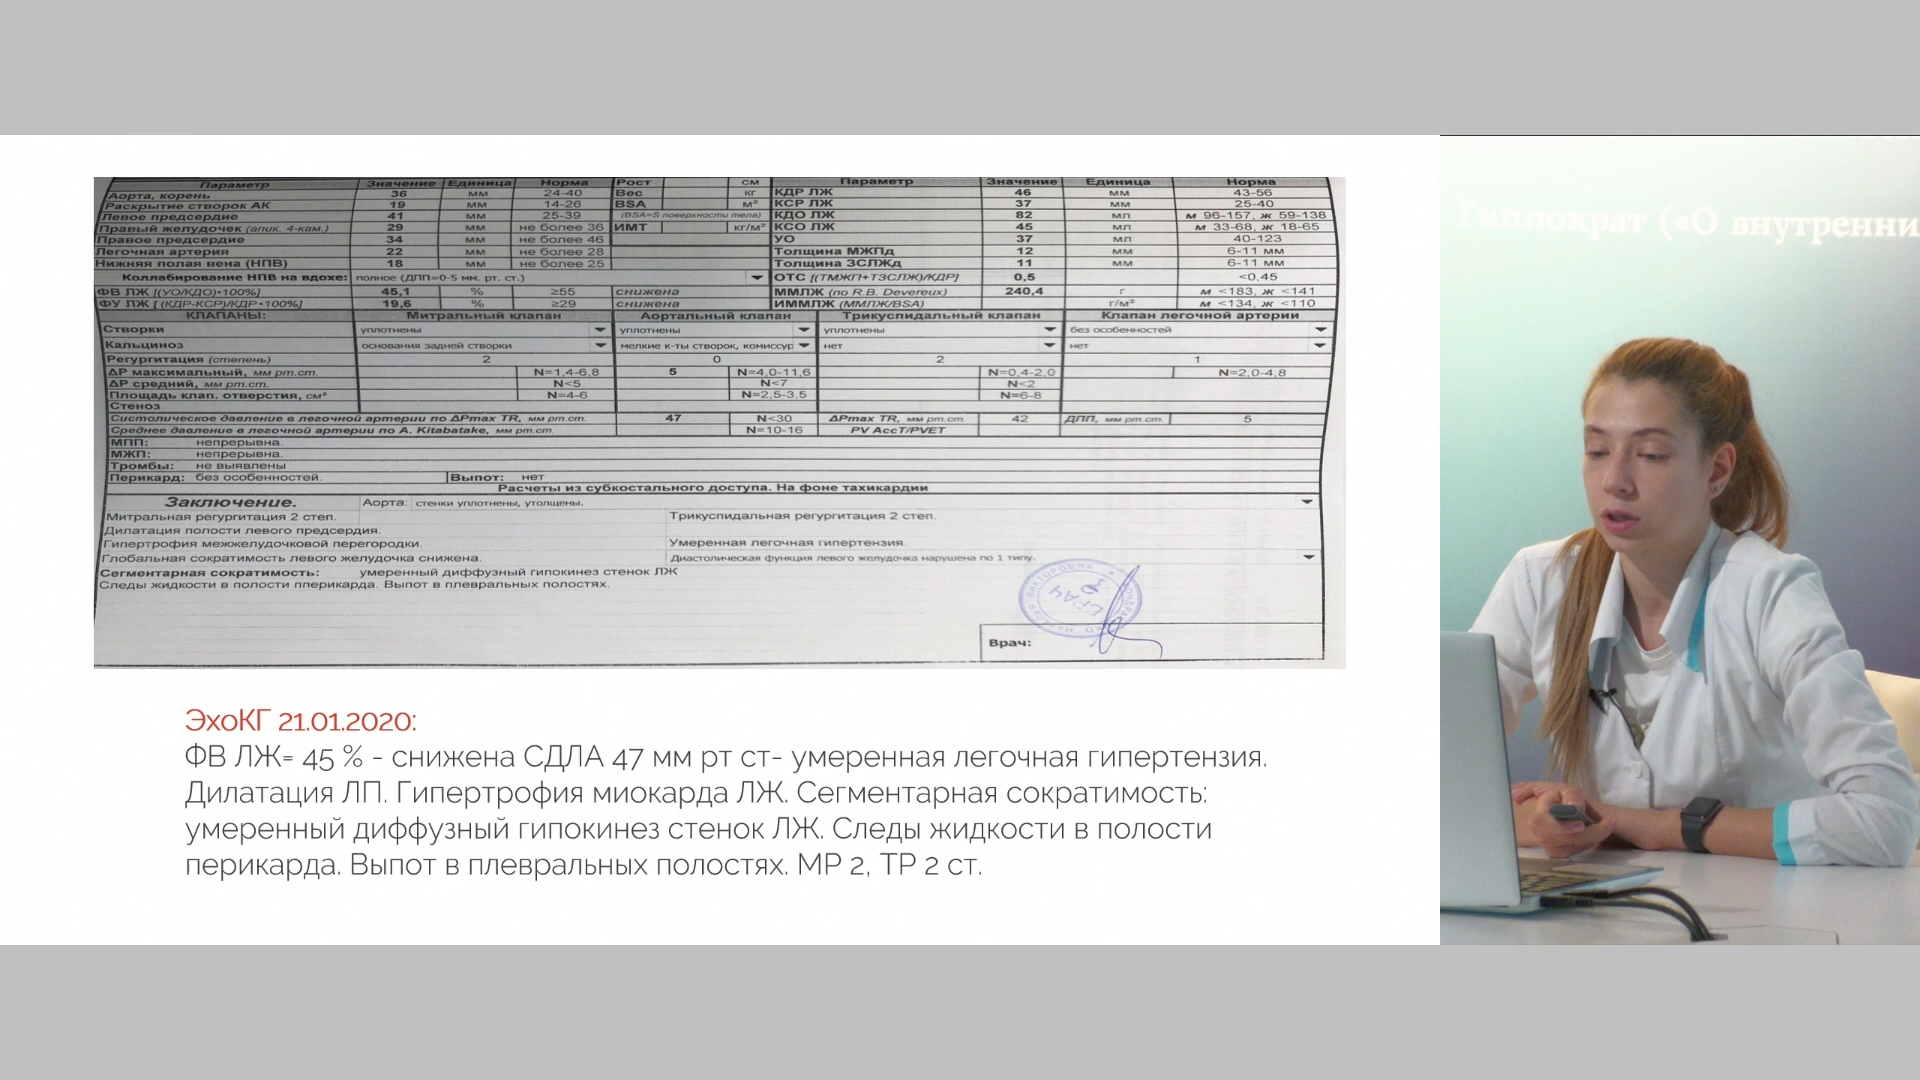 Параметр Значение Единица Норма Рост см Параметр Значение Единица Норма
Аорта, корень 36 мм 24-40 Вес кг КДР ЛЖ 46 мм 43-56
Раскрытие створок АК 19 мм 14-26 BSA м² КСР ЛЖ 37 мм 25-40
Левое предсердие 41 мм 25-39 (BSA=S поверхности тела) КДО ЛЖ 82 мл м 96-157, ж 59-138
Правый желудочек (апик. 4-кам.) 29 мм не более 36 ИМТ кг/м² КСО ЛЖ 45 мл м 33-68, ж 18-65
Правое предсердие 34 мм не более 46 УО 37 мл 40-123
Легочная артерия 22 мм не более 28 Толщина МЖПд 12 мм 6-11 мм
Нижняя полая вена (НПВ) 18 мм не более 25 Толщина ЗСЛЖд 11 мм 6-11 мм
Коллабирование НПВ на вдохе: полное (ДПП=0-5 мм. рт. ст.) ОТС [(ТМЖП+ТЗСЛЖ)/КДР] 0,5 <0,45
ФВ ЛЖ [(УО/КДО)*100%] 45,1 % ≥55 снижена ММЛЖ (по R.B. Devereux) 240,4 г м <183, ж <141
ФУ ЛЖ [(КДР-КСР)/КДР*100%] 19,6 % ≥29 снижена ИММЛЖ (ММЛЖ/BSA) г/м² м <134, ж <110
КЛАПАНЫ: Митральный клапан Аортальный клапан Трикуспидальный клапан Клапан легочной артерии
Створки уплотнены уплотнены уплотнены без особенностей
Кальциноз основания задней створки мелкие к-ты створок, комиссур нет нет
Регургитация (степень) 2 0 2 1
ΔP максимальный, мм рт.ст. N=1,4-6,8 5 N=4,0-11,6 N=0,4-2,0 N=2,0-4,8
ΔP средний, мм рт.ст. N<5 N<7 N<2
Площадь клап. отверстия, см² N=4-6 N=2,5-3,5 N=6-8
Стеноз
Систолическое давление в легочной артерии по ΔPmax TR, мм рт.ст. 47 N<30 ΔPmax TR, мм рт.ст. 42 ДПП, мм рт.ст. 5
Среднее давление в легочной артерии по A. Kitabatake, мм рт.ст. N=10-16 PV AccT/PVET
МПП: непрерывна.
МЖП: непрерывна.
Тромбы: не выявлены
Перикард: без особенностей. Выпот: нет
Расчеты из субкостального доступа. На фоне тахикардии
Заключение. Аорта: стенки уплотнены, утолщены.
Митральная регургитация 2 степ. Трикуспидальная регургитация 2 степ.
Дилатация полости левого предсердия.
Гипертрофия межжелудочковой перегородки. Умеренная легочная гипертензия.
Глобальная сократимость левого желудочка снижена. Диастолическая функция левого желудочка нарушена по 1 типу.
Сегментарная сократимость: умеренный диффузный гипокинез стенок ЛЖ
Следы жидкости в полости пперикарда. Выпот в плевральных полостях.
ВИКТОРОВНА
ВРАЧ
Врач:
ЭхоКГ 21.01.2020:
ФВ ЛЖ= 45 % - снижена СДЛА 47 мм рт ст- умеренная легочная гипертензия.
Дилатация ЛП. Гипертрофия миокарда ЛЖ. Сегментарная сократимость:
умеренный диффузный гипокинез стенок ЛЖ. Следы жидкости в полости
перикарда. Выпот в плевральных полостях. МР 2, ТР 2 ст.
Гиппократ («О внутренни